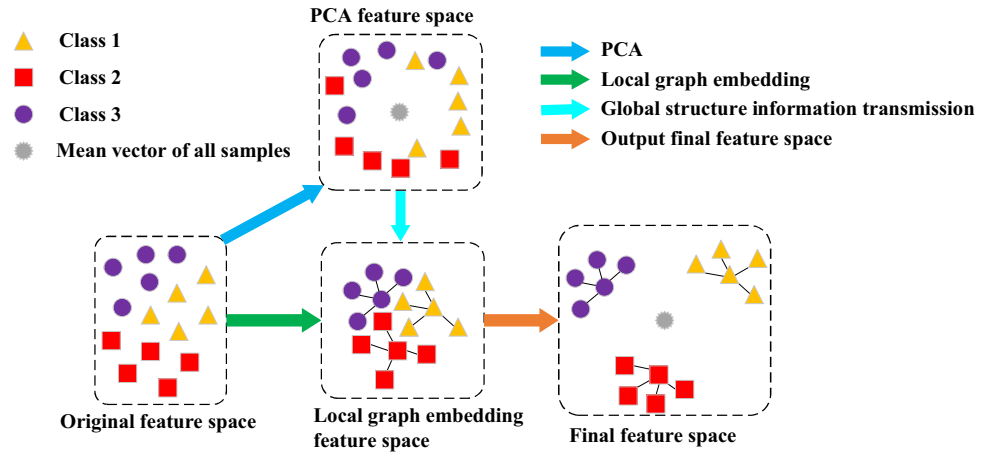 PCA feature space
Class 1
Class 2
Class 3
Mean vector of all samples
PCA
Local graph embedding
Global structure information transmission
Output final feature space
Original feature space
Local graph embedding
feature space
Final feature space